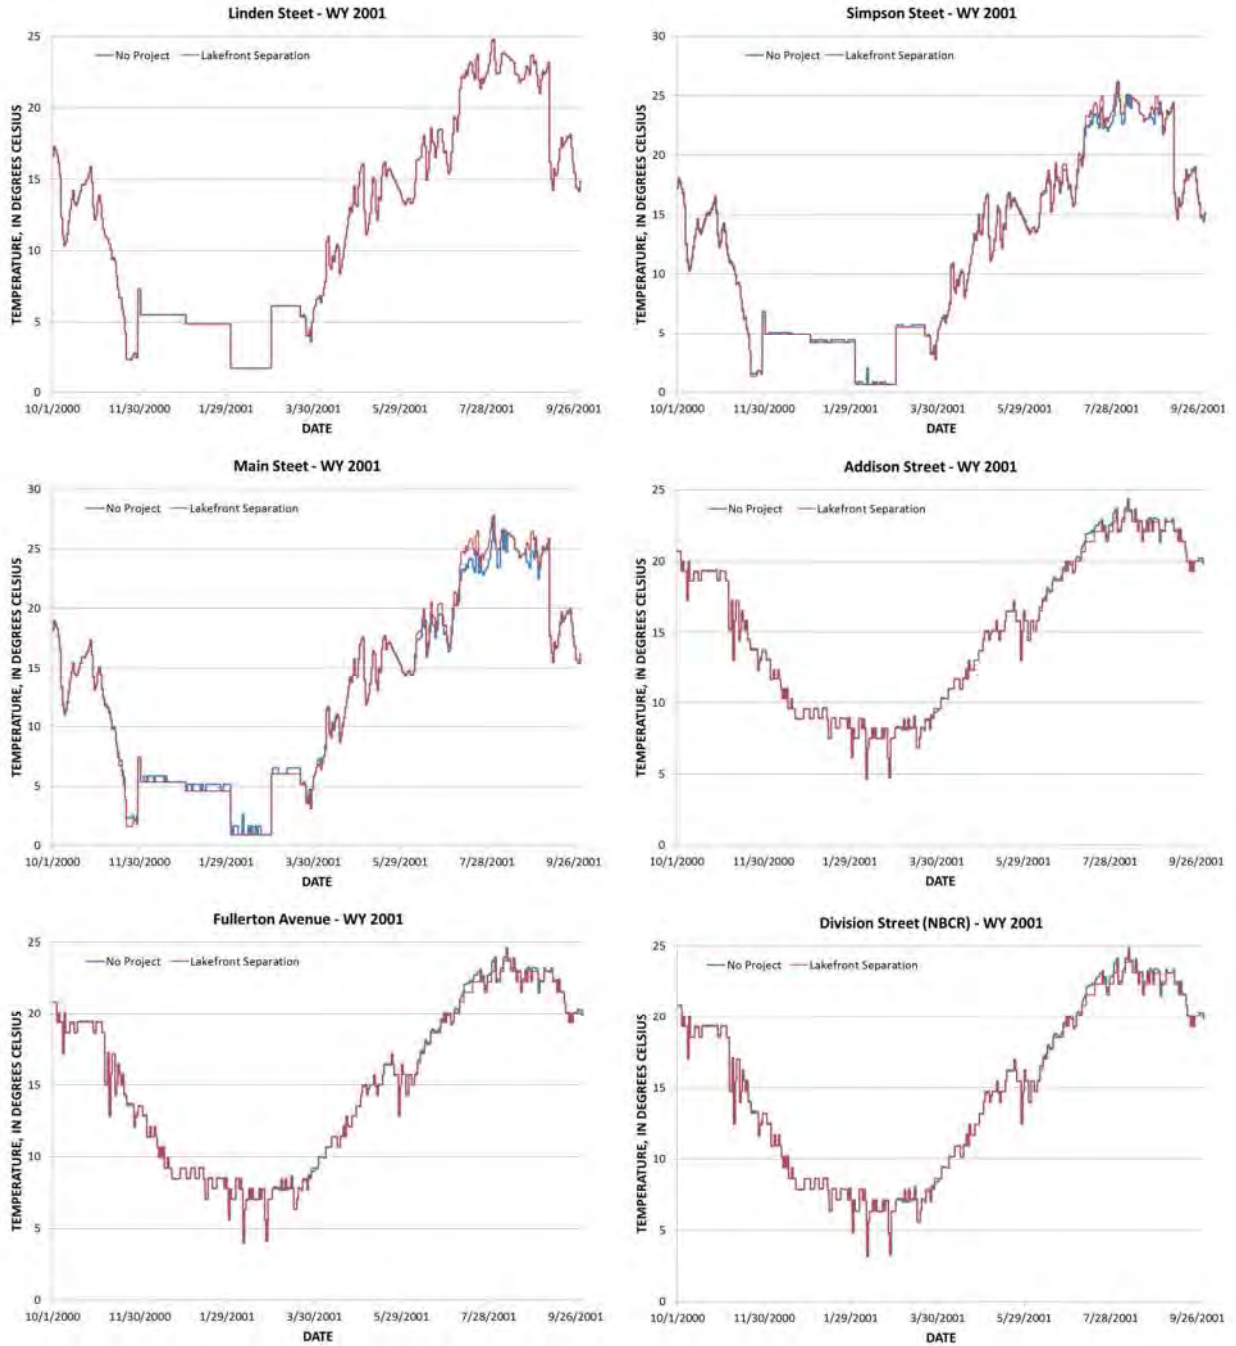 Linden Steet - WY 2001
No Project
Lakefront Separation
TEMPERATURE, IN DEGREES CELSIUS
25
20
15
10
5
0
10/1/2000 11/30/2000 1/29/2001 3/30/2001 5/29/2001 7/28/2001 9/26/2001
DATE
Simpson Steet - WY 2001
No Project
Lakefront Separation
TEMPERATURE, IN DEGREES CELSIUS
30
25
20
15
10
5
0
10/1/2000 11/30/2000 1/29/2001 3/30/2001 5/29/2001 7/28/2001 9/26/2001
DATE
Main Steet - WY 2001
No Project
Lakefront Separation
TEMPERATURE, IN DEGREES CELSIUS
30
25
20
15
10
5
0
10/1/2000 11/30/2000 1/29/2001 3/30/2001 5/29/2001 7/28/2001 9/26/2001
DATE
Addison Street - WY 2001
No Project
Lakefront Separation
TEMPERATURE, IN DEGREES CELSIUS
25
20
15
10
5
0
10/1/2000 11/30/2000 1/29/2001 3/30/2001 5/29/2001 7/28/2001 9/26/2001
DATE
Fullerton Avenue - WY 2001
No Project
Lakefront Separation
TEMPERATURE, IN DEGREES CELSIUS
25
20
15
10
5
0
10/1/2000 11/30/2000 1/29/2001 3/30/2001 5/29/2001 7/28/2001 9/26/2001
DATE
Division Street (NBCR) - WY 2001
No Project
Lakefront Separation
TEMPERATURE, IN DEGREES CELSIUS
25
20
15
10
5
0
10/1/2000 11/30/2000 1/29/2001 3/30/2001 5/29/2001 7/28/2001 9/26/2001
DATE